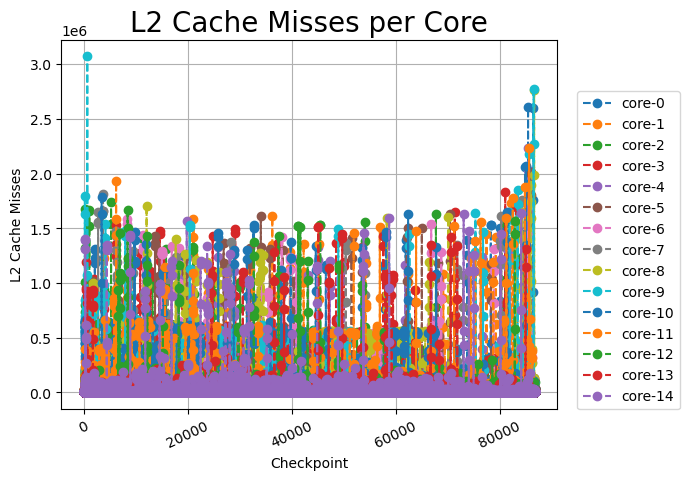 L2 Cache Misses per Core
1e6
3.0
2.5
2.0
1.5
1.0
0.5
0.0
L2 Cache Misses
0
20000
40000
60000
80000
Checkpoint
core-0
core-1
core-2
core-3
core-4
core-5
core-6
core-7
core-8
core-9
core-10
core-11
core-12
core-13
core-14